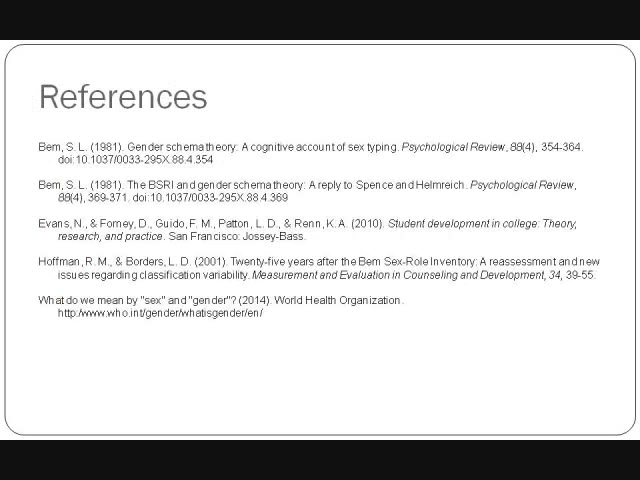 References
Bem, S. L. (1981). Gender schema theory: A cognitive account of sex typing. Psychological Review, 88(4), 354-364.
doi:10.1037/0033-295X.88.4.354
Bem, S. L. (1981). The BSRI and gender schema theory: A reply to Spence and Helmreich. Psychological Review,
88(4), 369-371. doi:10.1037/0033-295X.88.4.369
Evans, N., & Forney, D., Guido, F. M., Patton, L. D., & Renn, K. A. (2010). Student development in college: Theory,
research, and practice. San Francisco: Jossey-Bass.
Hoffman, R. M., & Borders, L. D. (2001). Twenty-five years after the Bem Sex-Role Inventory: A reassessment and new
issues regarding classification variability. Measurement and Evaluation in Counseling and Development, 34, 39-55.
What do we mean by "sex" and "gender"? (2014). World Health Organization.
http:/www.who.int/gender/whatisgender/en/